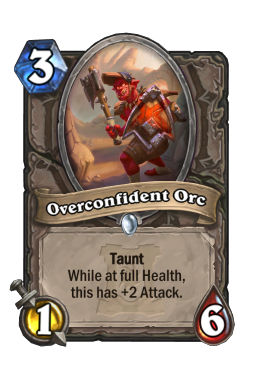 3
Overconfident Orc
Taunt
While at full Health,
this has +2 Attack.
1
6